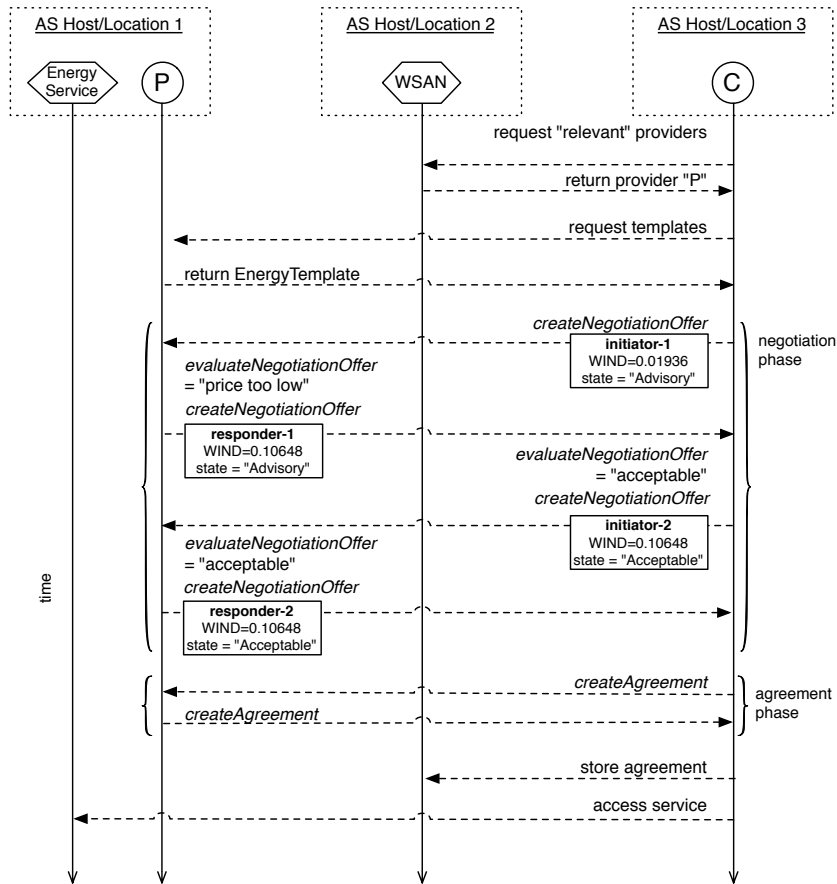 AS Host/Location 1
AS Host/Location 2
AS Host/Location 3
Energy
Service
P
WSAN
C
request "relevant" providers
return provider "P"
request templates
return EnergyTemplate
createNegotiationOffer
initiator-1
WIND=0.01936
state = "Advisory"
negotiation
phase
evaluateNegotiationOffer
= "price too low"
createNegotiationOffer
responder-1
WIND=0.10648
state = "Advisory"
evaluateNegotiationOffer
= "acceptable"
createNegotiationOffer
initiator-2
WIND=0.10648
state = "Acceptable"
evaluateNegotiationOffer
= "acceptable"
createNegotiationOffer
responder-2
WIND=0.10648
state = "Acceptable"
time
createAgreement
createAgreement
agreement
phase
store agreement
access service